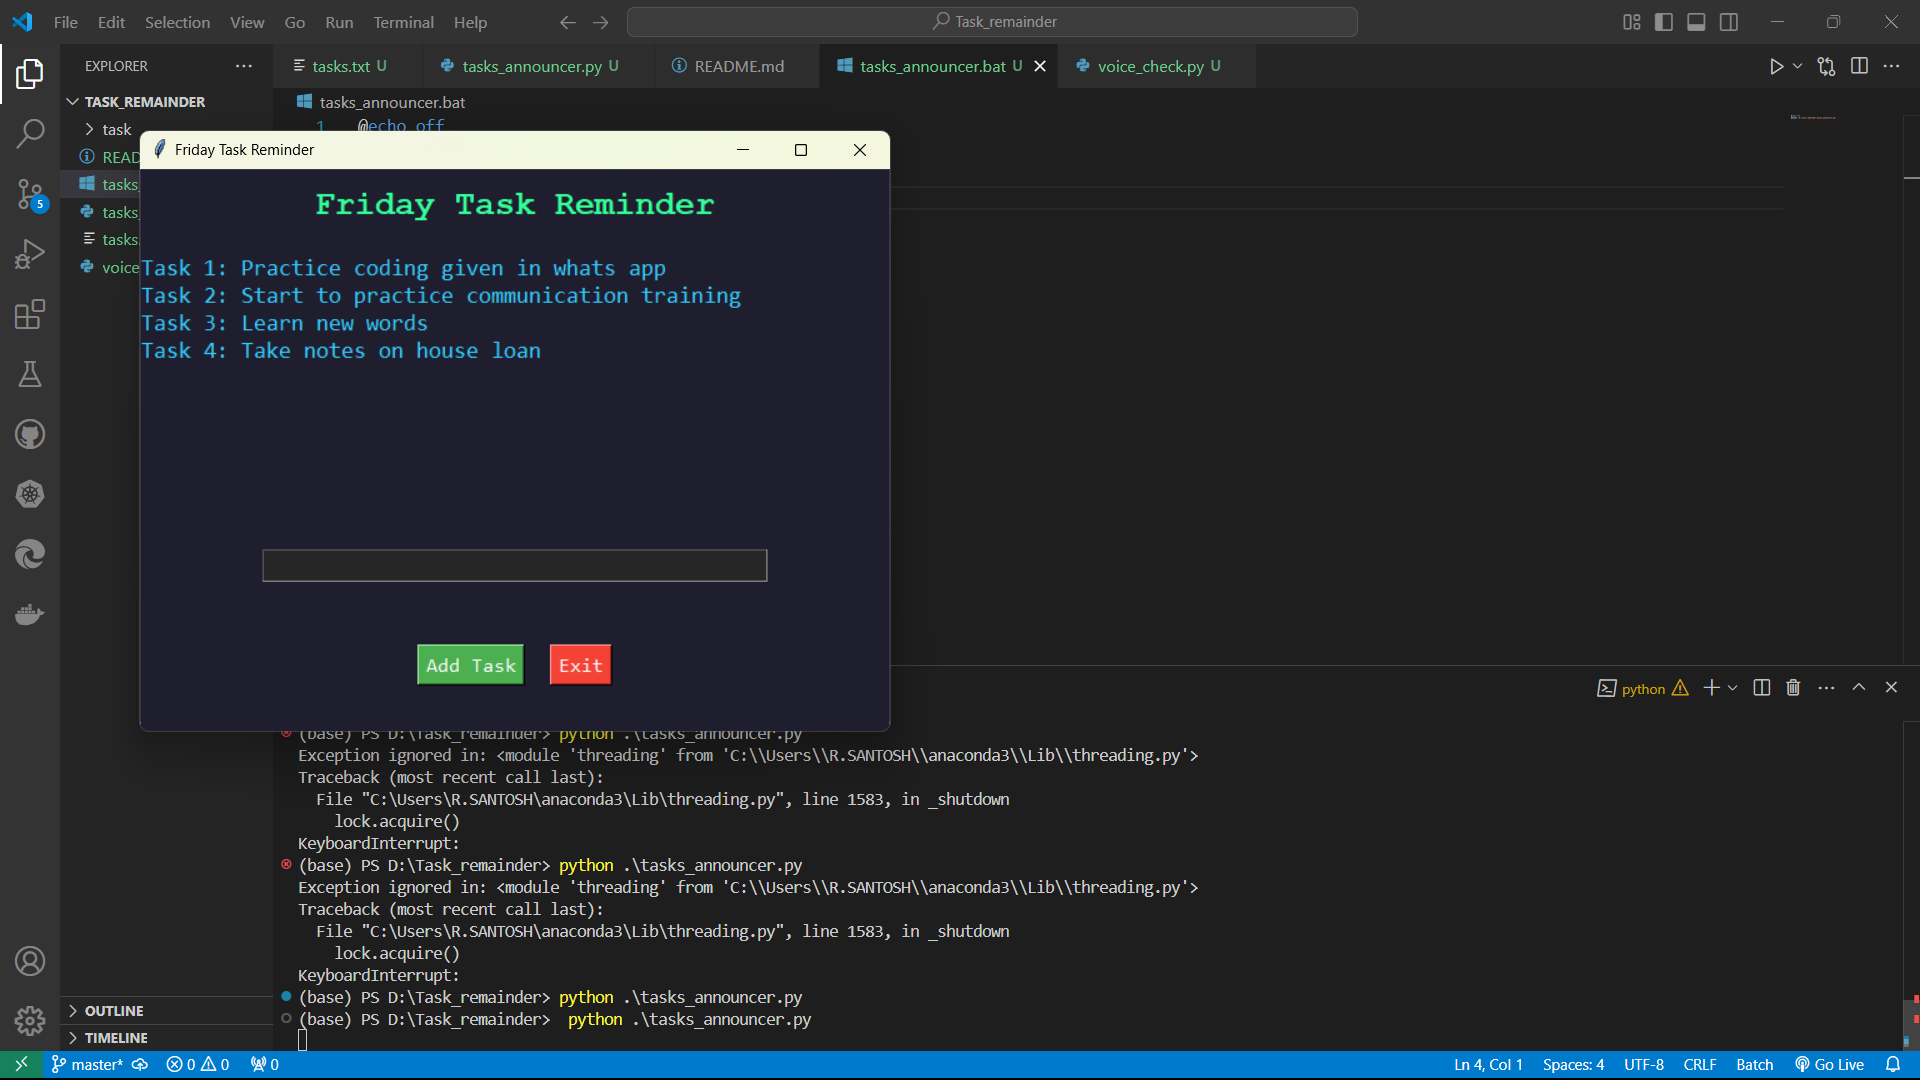 File Edit Selection View Go Run Terminal Help
Task_remainder
EXPLORER
tasks.txt U
tasks_announcer.py U
README.md
tasks_announcer.bat U
voice_check.py U
TASK_REMAINDER
tasks_announcer.bat
task
1 @echo off
READ
tasks_
tasks_
tasks.
voice
Friday Task Reminder
Friday Task Reminder
Task 1: Practice coding given in whats app
Task 2: Start to practice communication training
Task 3: Learn new words
Task 4: Take notes on house loan
Add Task
Exit
python
(base) PS D:\Task_remainder> python .\tasks_announcer.py
Exception ignored in: <module 'threading' from 'C:\\Users\\R.SANTOSH\\anaconda3\\Lib\\threading.py'>
Traceback (most recent call last):
File "C:\Users\R.SANTOSH\anaconda3\Lib\threading.py", line 1583, in _shutdown
lock.acquire()
KeyboardInterrupt:
(base) PS D:\Task_remainder> python .\tasks_announcer.py
Exception ignored in: <module 'threading' from 'C:\\Users\\R.SANTOSH\\anaconda3\\Lib\\threading.py'>
Traceback (most recent call last):
File "C:\Users\R.SANTOSH\anaconda3\Lib\threading.py", line 1583, in _shutdown
lock.acquire()
KeyboardInterrupt:
(base) PS D:\Task_remainder> python .\tasks_announcer.py
(base) PS D:\Task_remainder> python .\tasks_announcer.py
5
OUTLINE
TIMELINE
master* 0 0 0
Ln 4, Col 1 Spaces: 4 UTF-8 CRLF Batch Go Live